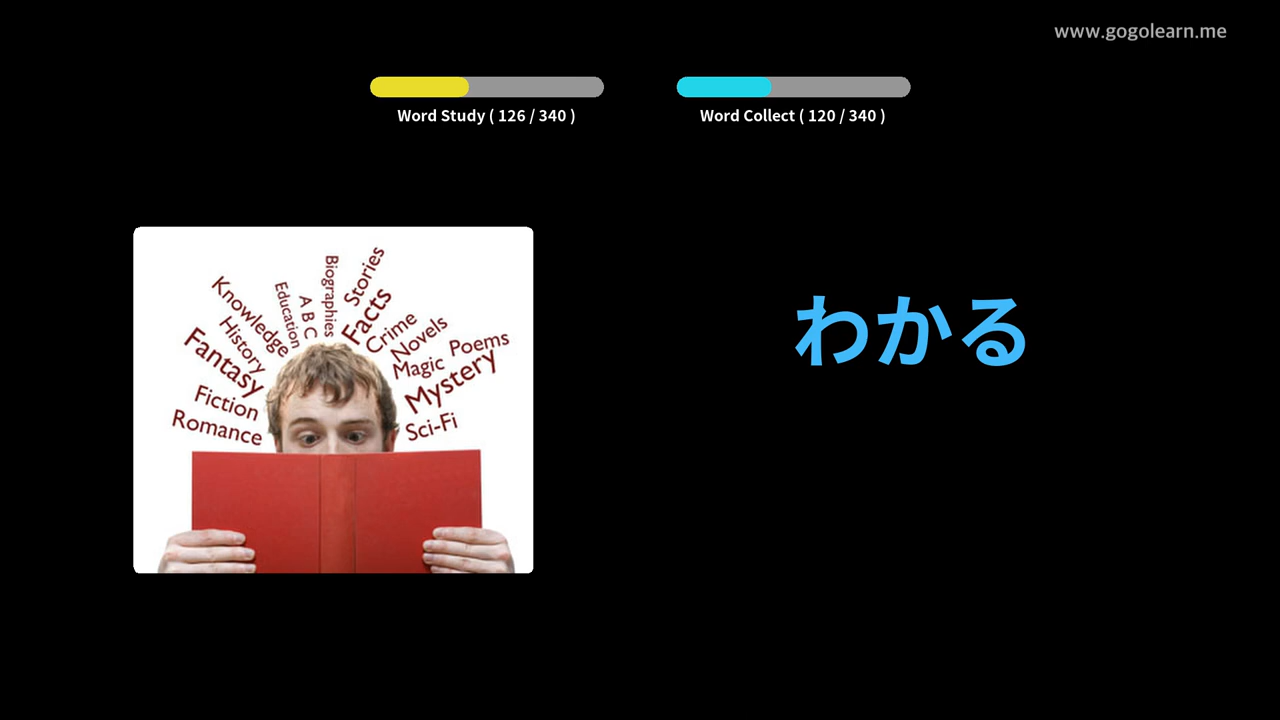 www.gogolearn.me
Word Study ( 126 / 340 )
Word Collect ( 120 / 340 )
Biographies
Stories
Education
A B C
Facts
Knowledge
Crime
History
Novels
Fantasy
Magic
Poems
Mystery
Fiction
Romance
Sci-Fi
わかる